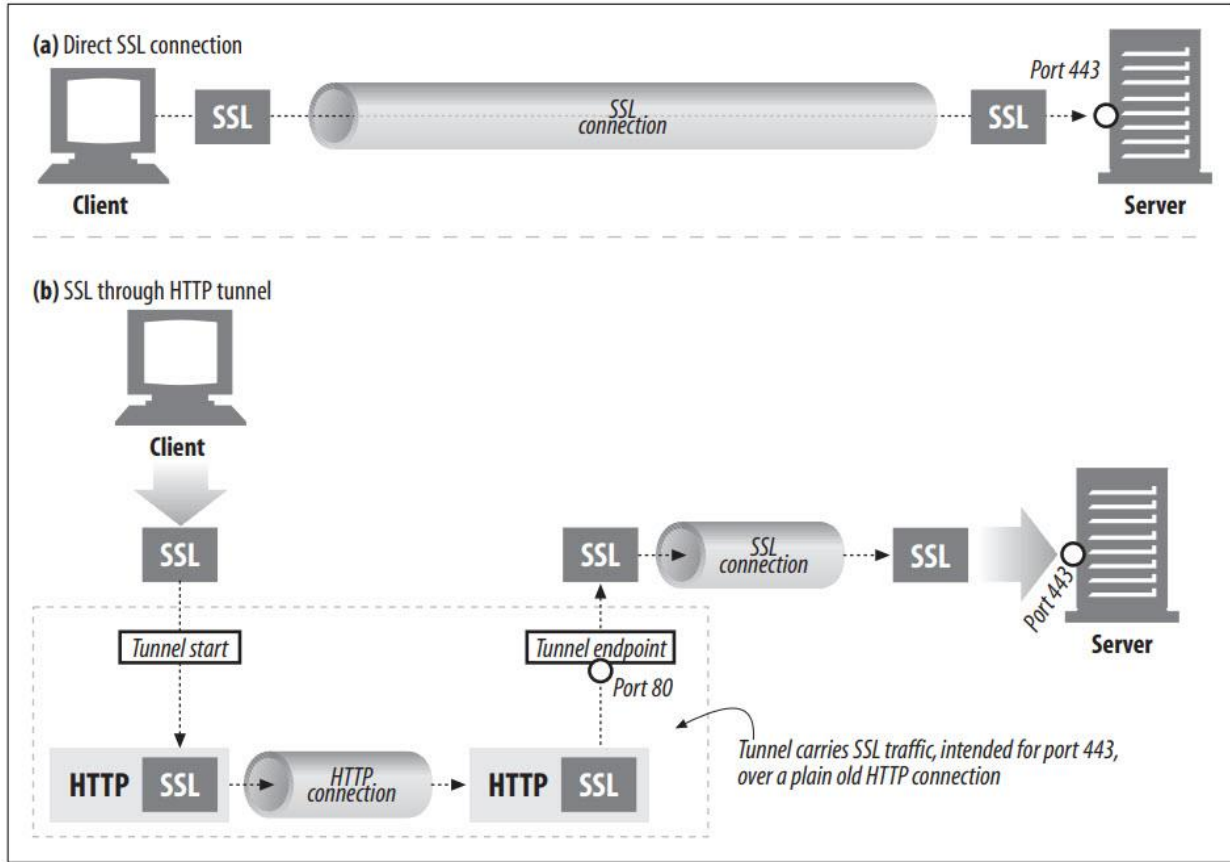 (a) Direct SSL connection
Port 443
SSL
SSL
connection
SSL
Client
Server
(b) SSL through HTTP tunnel
Client
SSL
SSL
SSL
connection
SSL
Port 443
Server
Tunnel start
Tunnel endpoint
Port 80
HTTP SSL
HTTP
connection
HTTP SSL
Tunnel carries SSL traffic, intended for port 443,
over a plain old HTTP connection